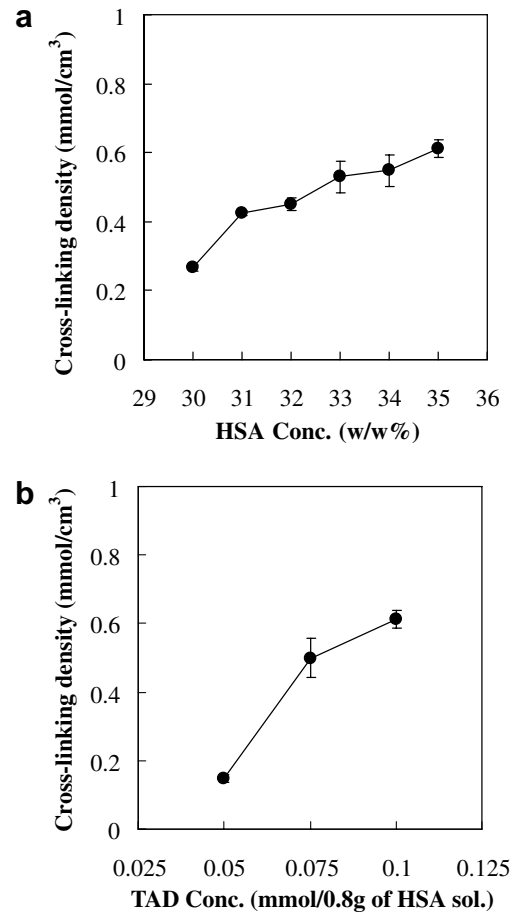 a
Cross-linking density (mmol/cm³)
1
0.8
0.6
0.4
0.2
0
29 30 31 32 33 34 35 36
HSA Conc. (w/w%)
b
Cross-linking density (mmol/cm³)
1
0.8
0.6
0.4
0.2
0
0.025 0.05 0.075 0.1 0.125
TAD Conc. (mmol/0.8g of HSA sol.)